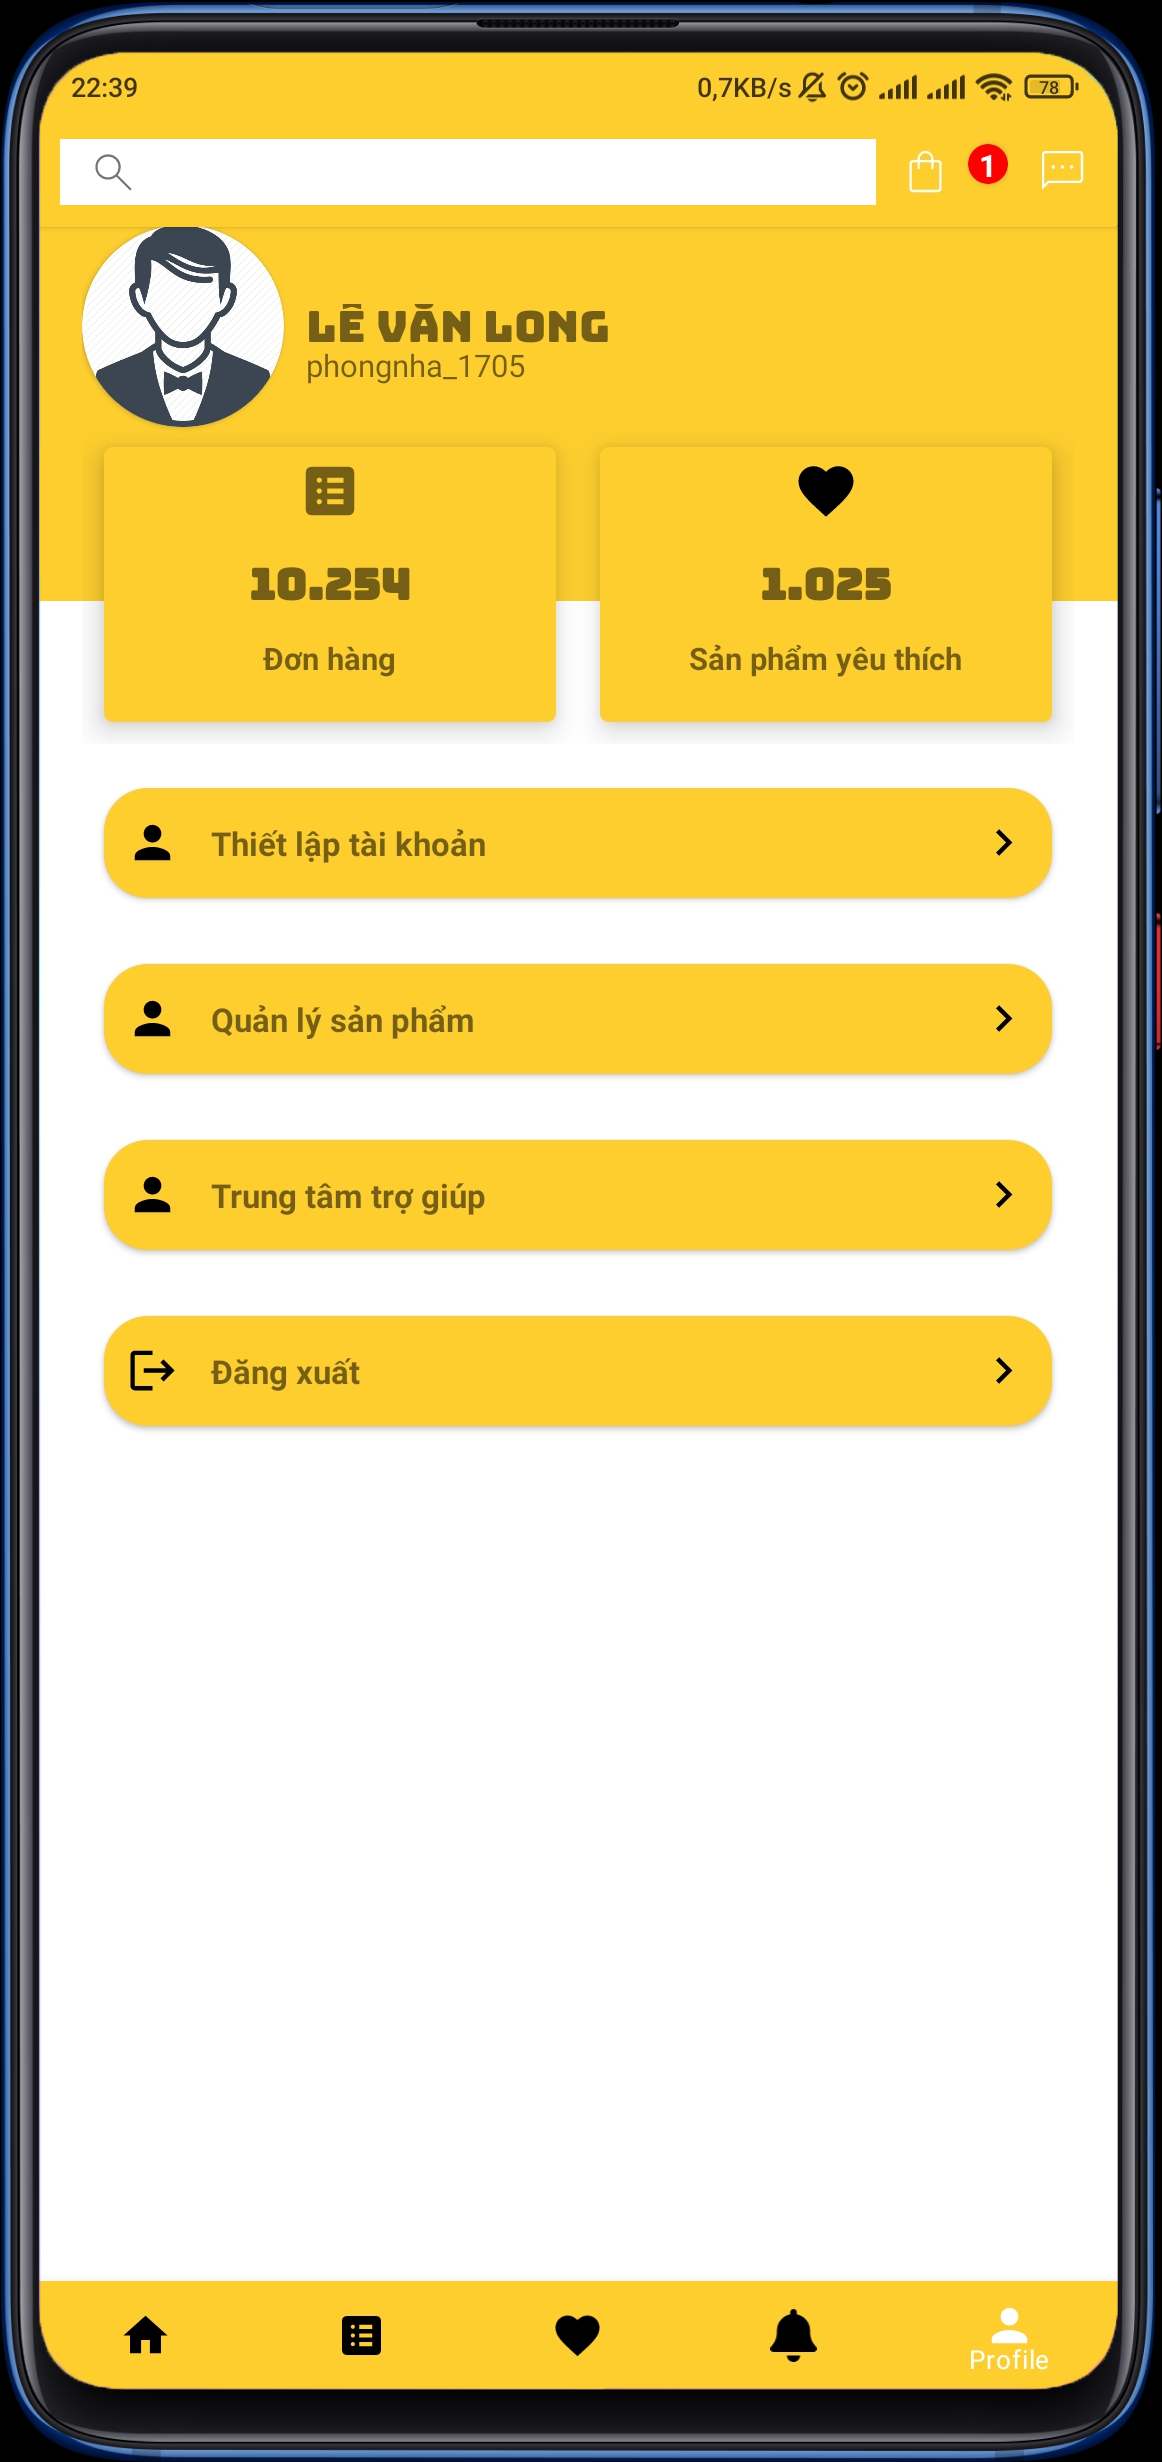 22:39
0,7KB/s
78
1
LÊ VĂN LONG
phongnha_1705
10.254
1.025
Đơn hàng
Sản phẩm yêu thích
Thiết lập tài khoản
Quản lý sản phẩm
Trung tâm trợ giúp
Đăng xuất
Profile